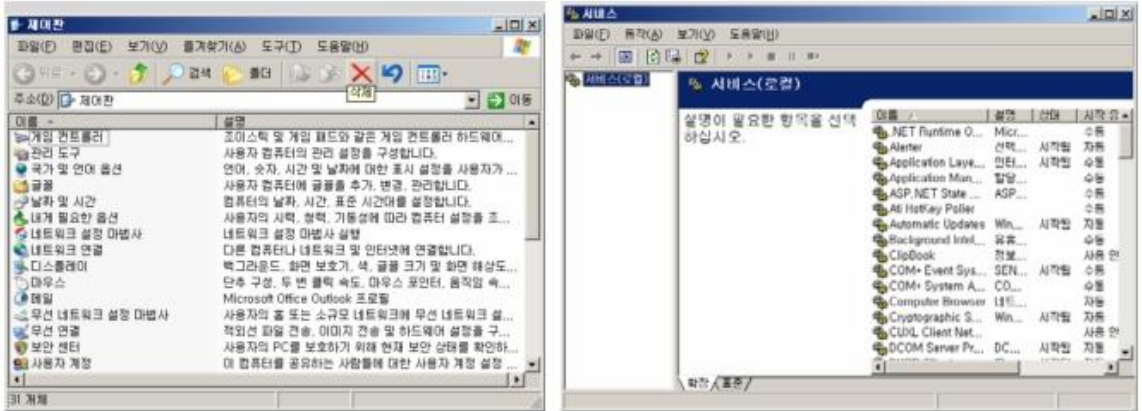 제어판
파일(F) 편집(E) 보기(V) 즐겨찾기(A) 도구(T) 도움말(H)
뒤로 검색 폴더
삭제
주소(D) 제어판 이동
이름 설명
게임 컨트롤러 조이스틱 및 게임 패드와 같은 게임 컨트롤러 하드웨어...
관리 도구 사용자 컴퓨터의 관리 설정을 구성합니다.
국가 및 언어 옵션 언어, 숫자, 시간 및 날짜에 대한 표시 설정을 사용자가 ...
글꼴 사용자 컴퓨터에 글꼴을 추가, 변경, 관리합니다.
날짜 및 시간 컴퓨터의 날짜, 시간, 표준 시간대를 설정합니다.
내게 필요한 옵션 사용자의 시력, 청력, 기동성에 따라 컴퓨터 설정을 조...
네트워크 설정 마법사 네트워크 설정 마법사 실행
네트워크 연결 다른 컴퓨터나 네트워크 및 인터넷에 연결합니다.
디스플레이 백그라운드, 화면 보호기, 색, 글꼴 크기 및 화면 해상도...
마우스 단추 구성, 두 번 클릭 속도, 마우스 포인터, 움직임 속...
메일 Microsoft Office Outlook 프로필
무선 네트워크 설정 마법사 사용자의 홈 또는 소규모 네트워크에 무선 네트워크 설...
무선 연결 적외선 파일 전송, 이미지 전송 및 하드웨어 설정을 구...
보안 센터 사용자의 PC를 보호하기 위해 현재 보안 상태를 확인하...
사용자 계정 이 컴퓨터를 공유하는 사람들에 대한 사용자 계정 설정 ...
31 개체
서비스
파일(F) 동작(A) 보기(V) 도움말(H)
서비스(로컬)
서비스(로컬)
설명이 필요한 항목을 선택
하십시오.
이름 설명 상태 시작 유
.NET Runtime O... Micr... 수동
Alerter 선택... 시작됨 자동
Application Laye... 인터... 시작됨 수동
Application Man... 할당... 수동
ASP.NET State ... ASP... 수동
Ati HotKey Poller 수동
Automatic Updates Win... 시작됨 자동
Background Intel... 유휴... 수동
ClipBook 정보... 사용 안
COM+ Event Sys... SEN... 시작됨 수동
COM+ System A... CO... 수동
Computer Browser 네트... 자동
Cryptographic S... Win... 시작됨 자동
CUXL Client Net... 사용 안
DCOM Server Pr... DC... 시작됨 자동
확장 표준